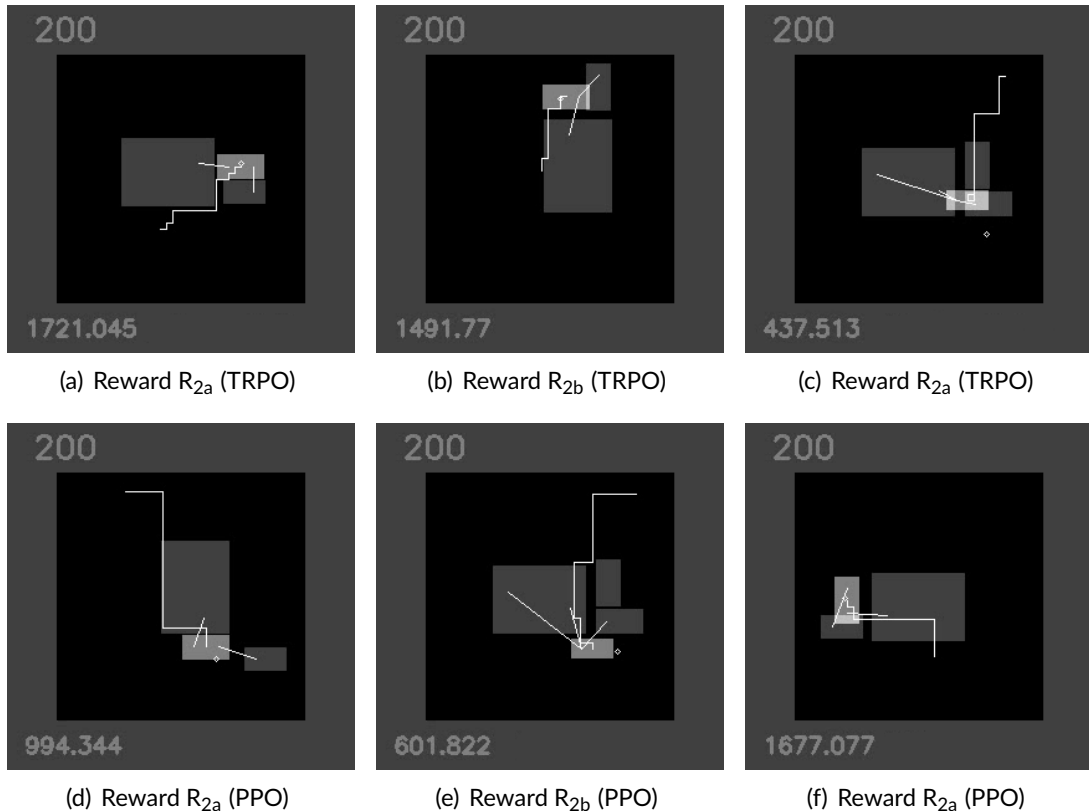 200 200 200
1721.045 1491.77 437.513
(a) Reward R2a (TRPO) (b) Reward R2b (TRPO) (c) Reward R2a (TRPO)
200 200 200
994.344 601.822 1677.077
(d) Reward R2a (PPO) (e) Reward R2b (PPO) (f) Reward R2a (PPO)